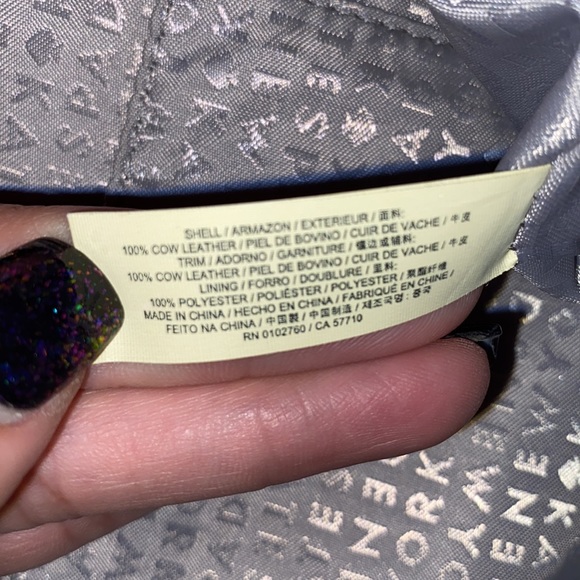 SHELL / ARMAZON / EXTERIEUR / 面料:
100% COW LEATHER / PIEL DE BOVINO / CUIR DE VACHE / 牛皮
TRIM / ADORNO / GARNITURE / 镶边或辅料:
100% COW LEATHER / PIEL DE BOVINO / CUIR DE VACHE / 牛皮
LINING / FORRO / DOUBLURE / 里料:
100% POLYESTER / POLIÉSTER / POLYESTER / 聚酯纤维
MADE IN CHINA / HECHO EN CHINA / FABRIQUÉ EN CHINE /
FEITO NA CHINA / 中国製 / 中国制造 / 제조국명 : 중국
RN 0102760 / CA 57710